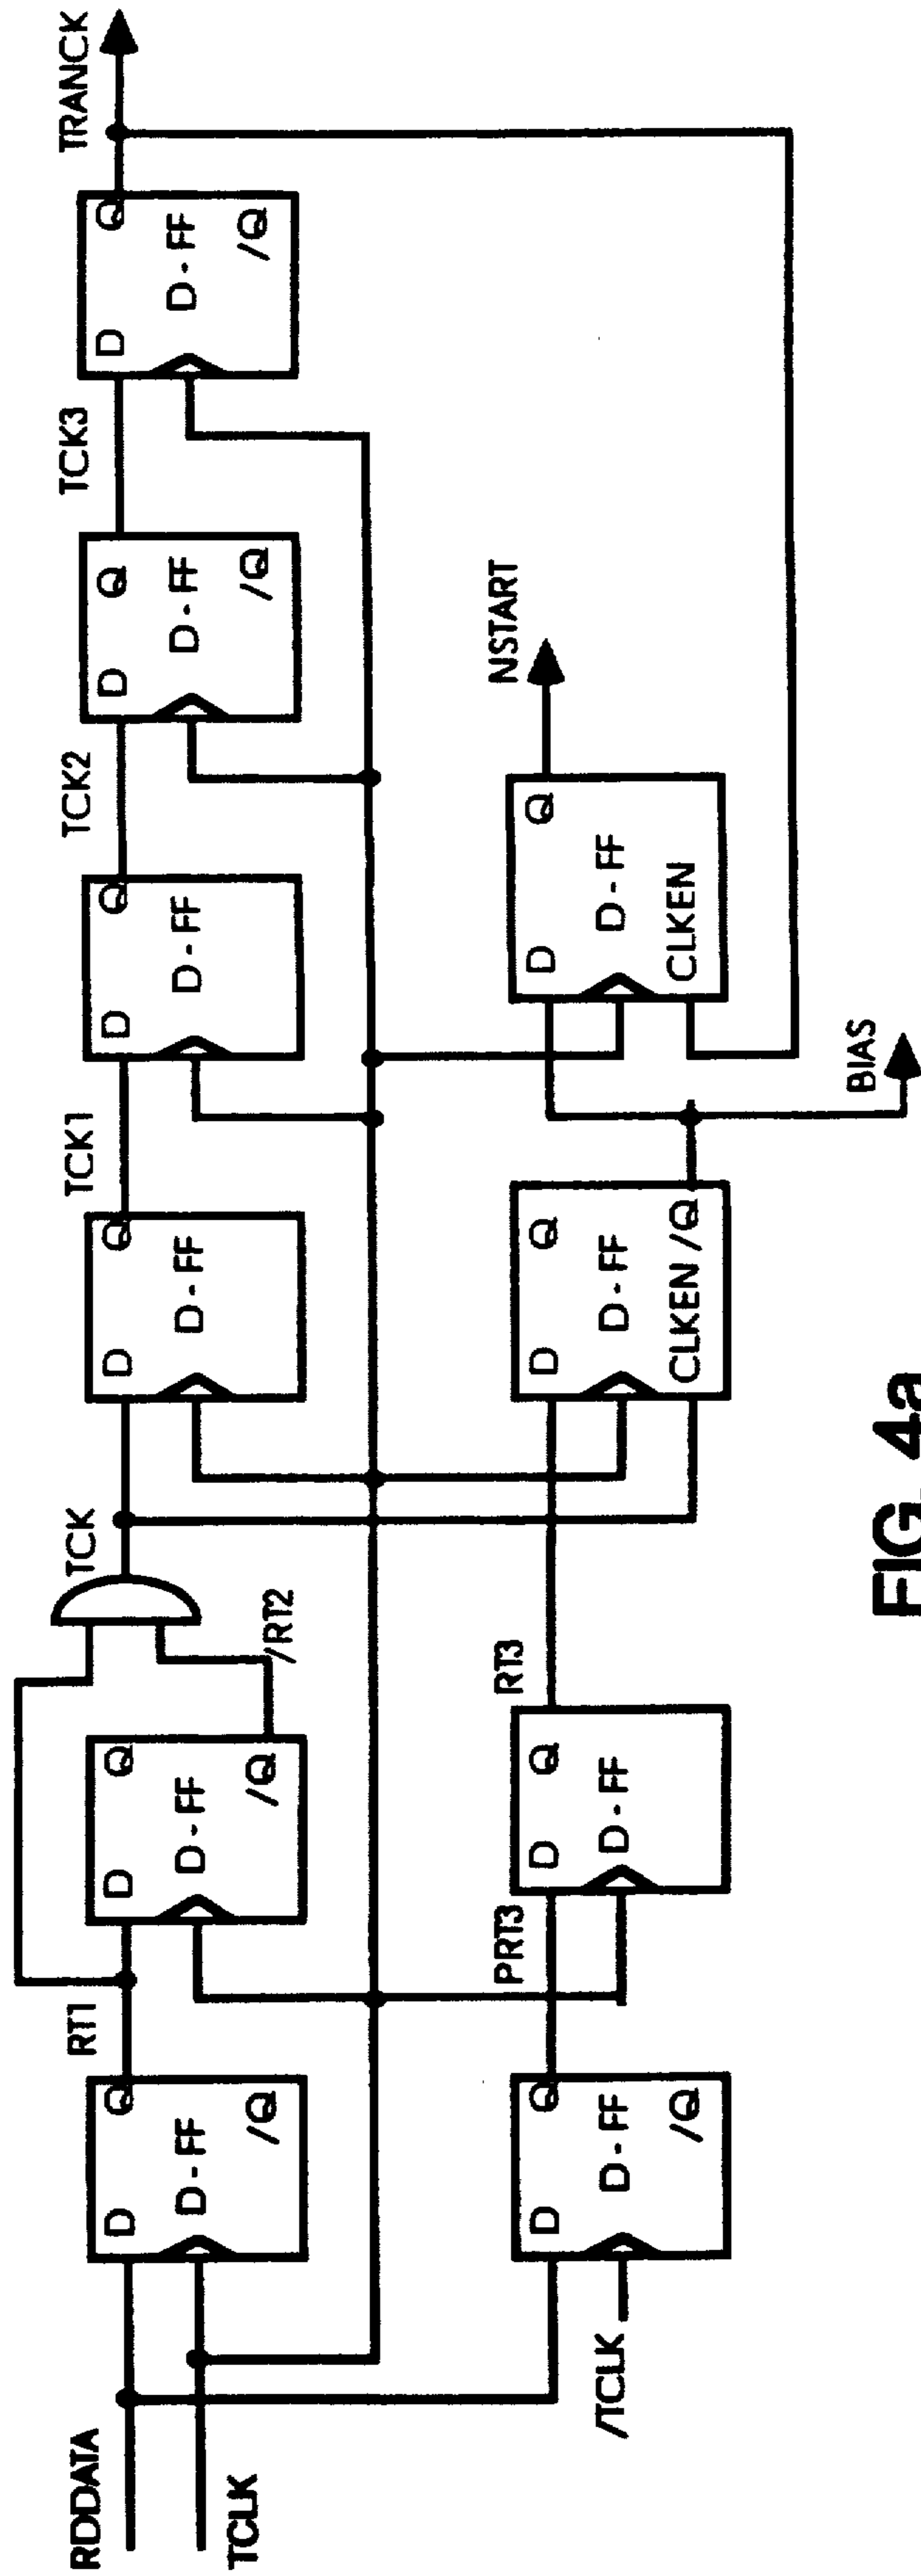 RDDATA
TCLK
D Q
D-FF
/Q
RT1
D Q
D-FF
/Q
/RT2
TCK
D Q
D-FF
TCK1
D Q
D-FF
TCK2
D Q
D-FF
/Q
TCK3
D Q
D-FF
/Q
TRANCK
/TCLK
D Q
D-FF
/Q
PRT3
D Q
D-FF
RT3
D Q
D-FF
CLKEN /Q
BIAS
D Q
D-FF
CLKEN
NSTART
FIG. 4a